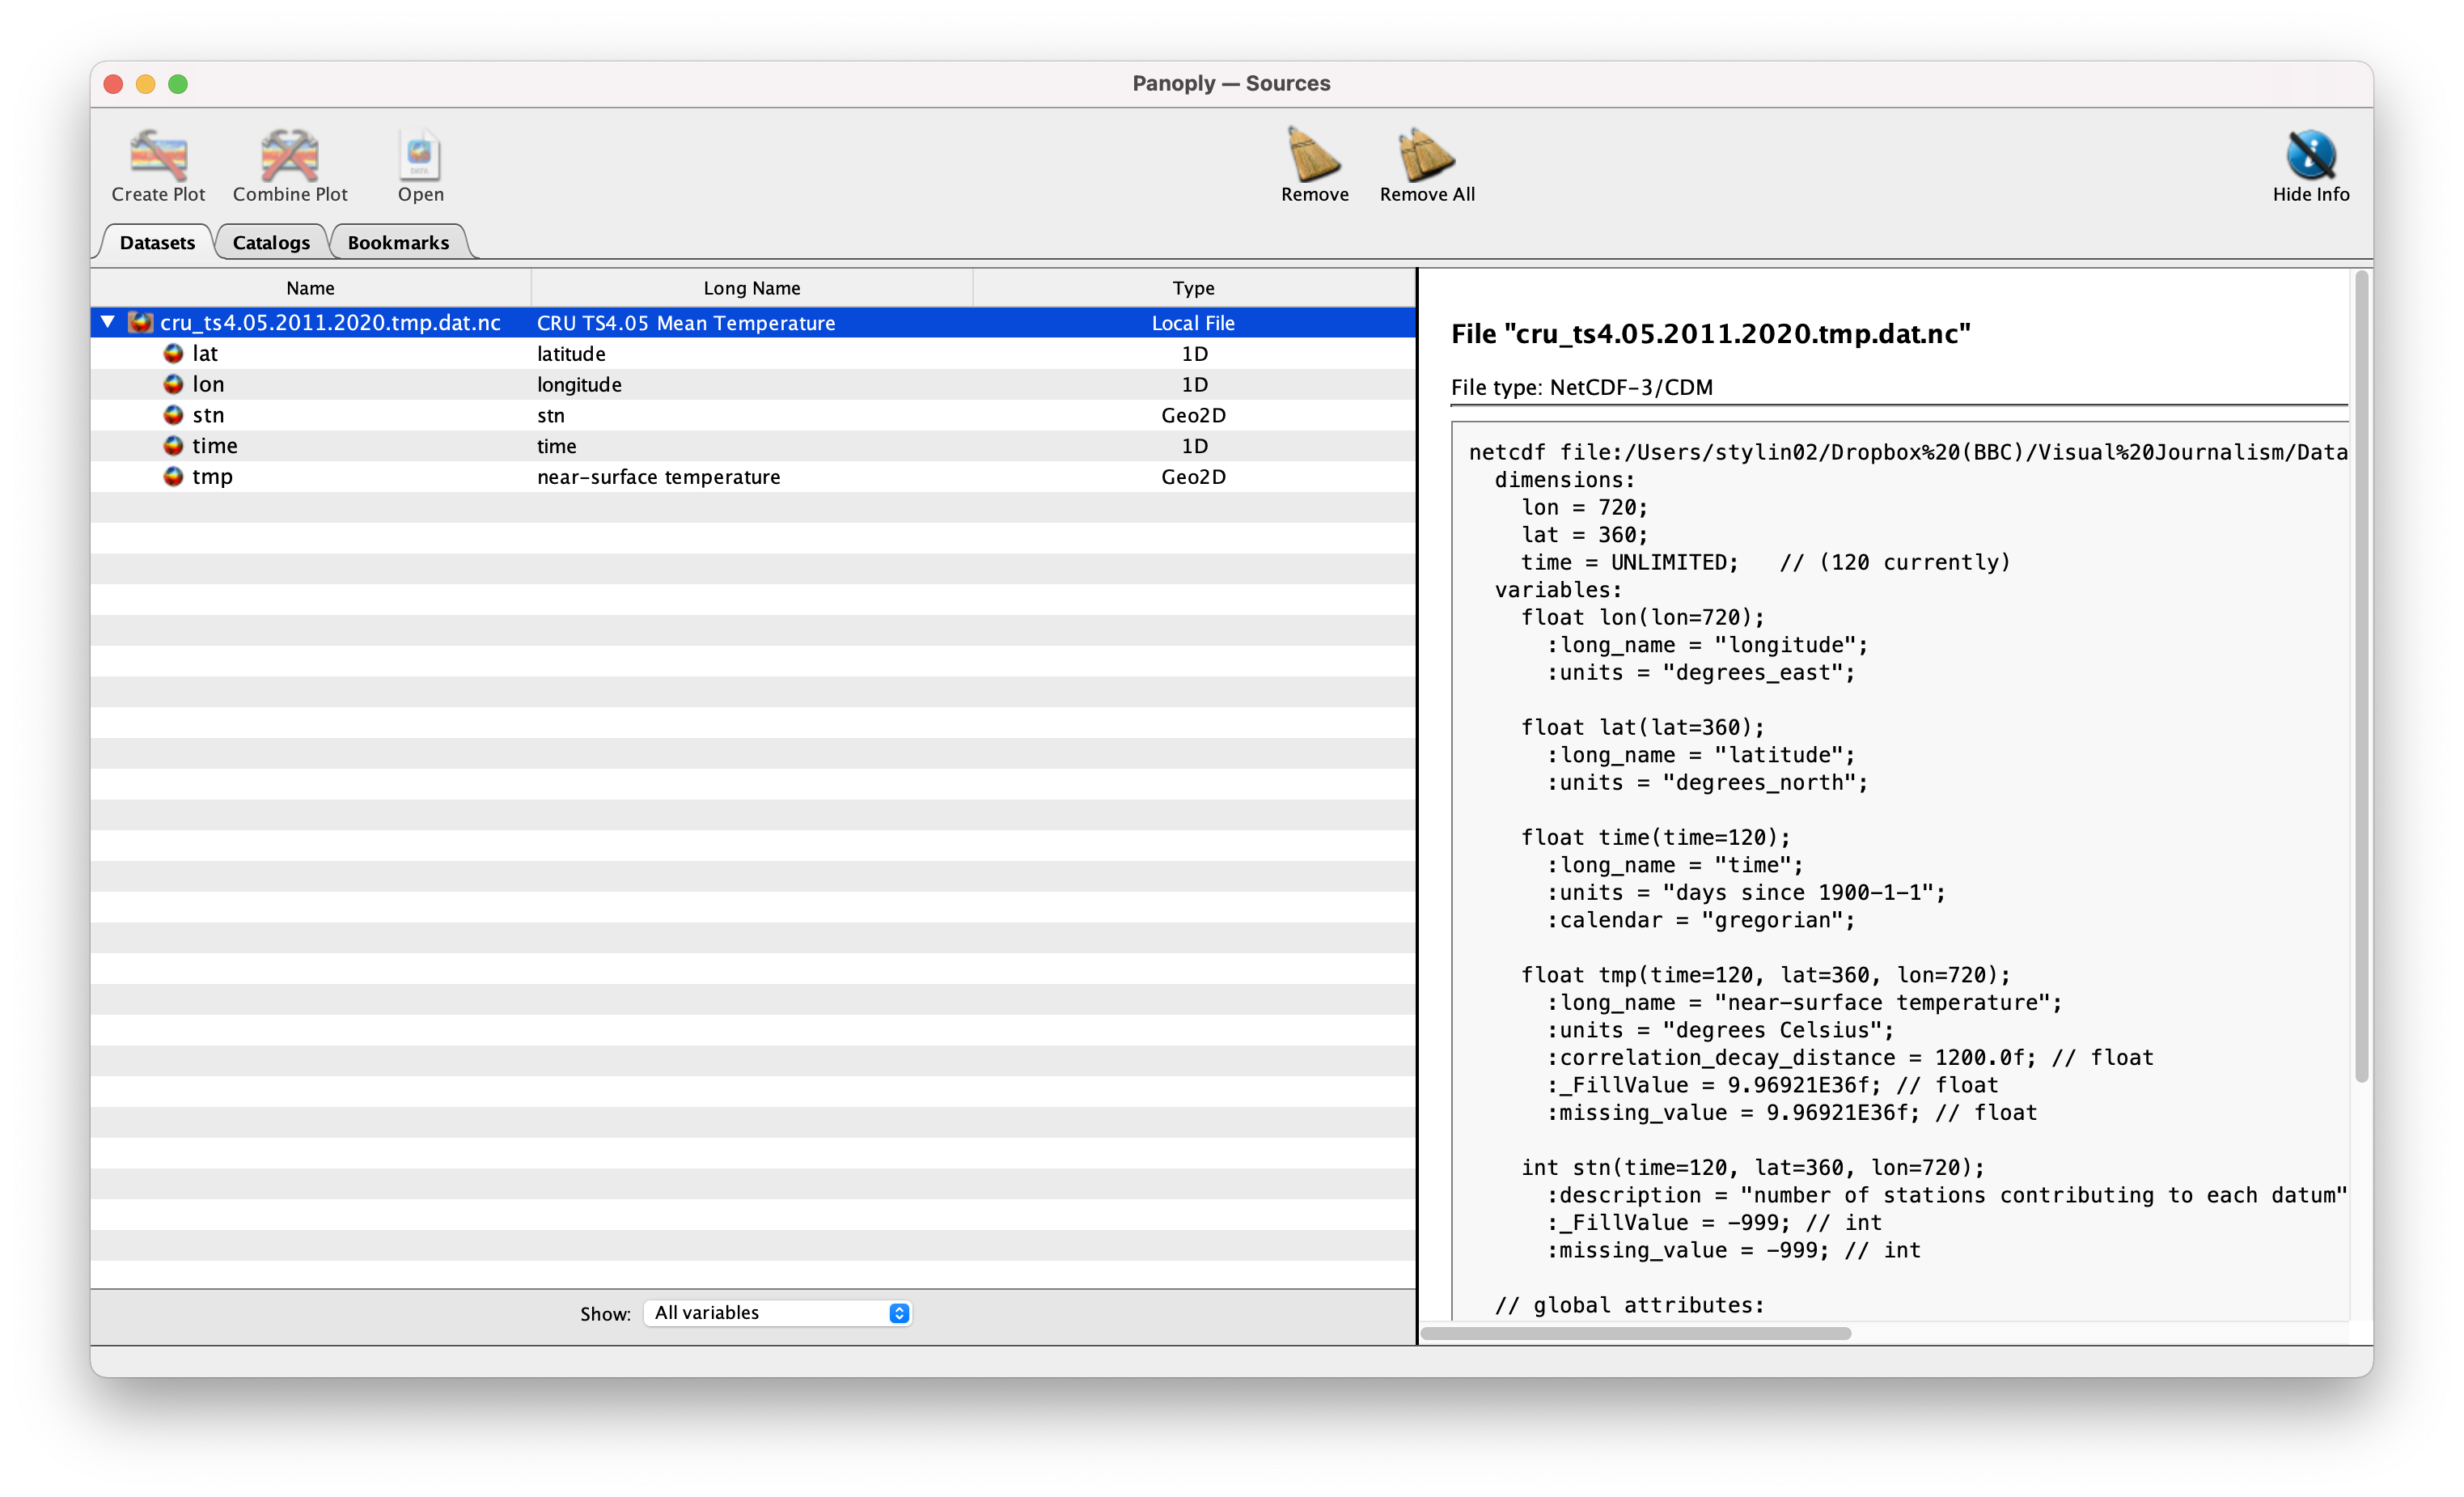 Panoply — Sources
Create Plot
Combine Plot
DATA
Open
Remove
Remove All
Hide Info
Datasets
Catalogs
Bookmarks
Name Long Name Type
cru_ts4.05.2011.2020.tmp.dat.nc CRU TS4.05 Mean Temperature Local File
lat latitude 1D
lon longitude 1D
stn stn Geo2D
time time 1D
tmp near-surface temperature Geo2D
Show: All variables
File "cru_ts4.05.2011.2020.tmp.dat.nc"
File type: NetCDF-3/CDM
netcdf file:/Users/stylin02/Dropbox%20(BBC)/Visual%20Journalism/Data
dimensions:
lon = 720;
lat = 360;
time = UNLIMITED;   // (120 currently)
variables:
float lon(lon=720);
:long_name = "longitude";
:units = "degrees_east";
float lat(lat=360);
:long_name = "latitude";
:units = "degrees_north";
float time(time=120);
:long_name = "time";
:units = "days since 1900-1-1";
:calendar = "gregorian";
float tmp(time=120, lat=360, lon=720);
:long_name = "near-surface temperature";
:units = "degrees Celsius";
:correlation_decay_distance = 1200.0f; // float
:_FillValue = 9.96921E36f; // float
:missing_value = 9.96921E36f; // float
int stn(time=120, lat=360, lon=720);
:description = "number of stations contributing to each datum"
:_FillValue = -999; // int
:missing_value = -999; // int
// global attributes: